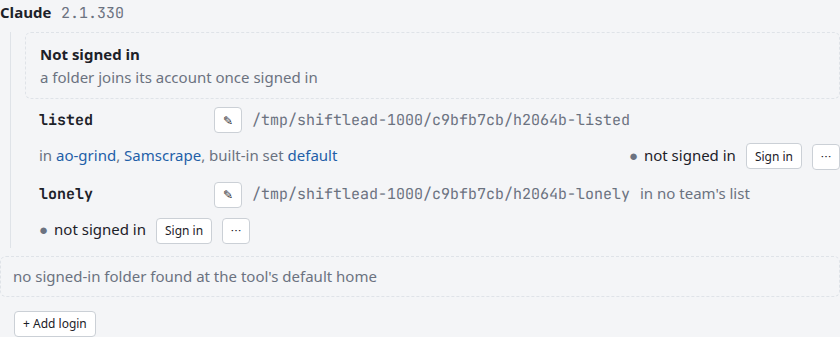 Claude 2.1.330
Not signed in
a folder joins its account once signed in
listed ✎ /tmp/shiftlead-1000/c9bfb7cb/h2064b-listed
in ao-grind, Samscrape, built-in set default ● not signed in Sign in ...
lonely ✎ /tmp/shiftlead-1000/c9bfb7cb/h2064b-lonely in no team's list
● not signed in Sign in ...
no signed-in folder found at the tool's default home
+ Add login